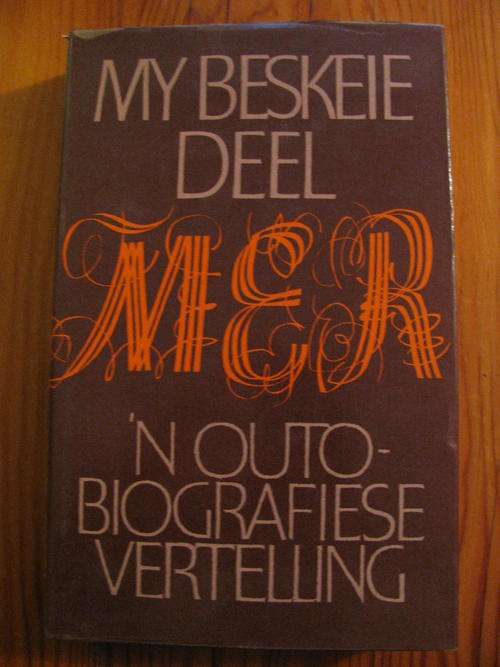 MY BESKEIE
DEEL
MER
'N OUTO-
BIOGRAFIESE
VERTELLING